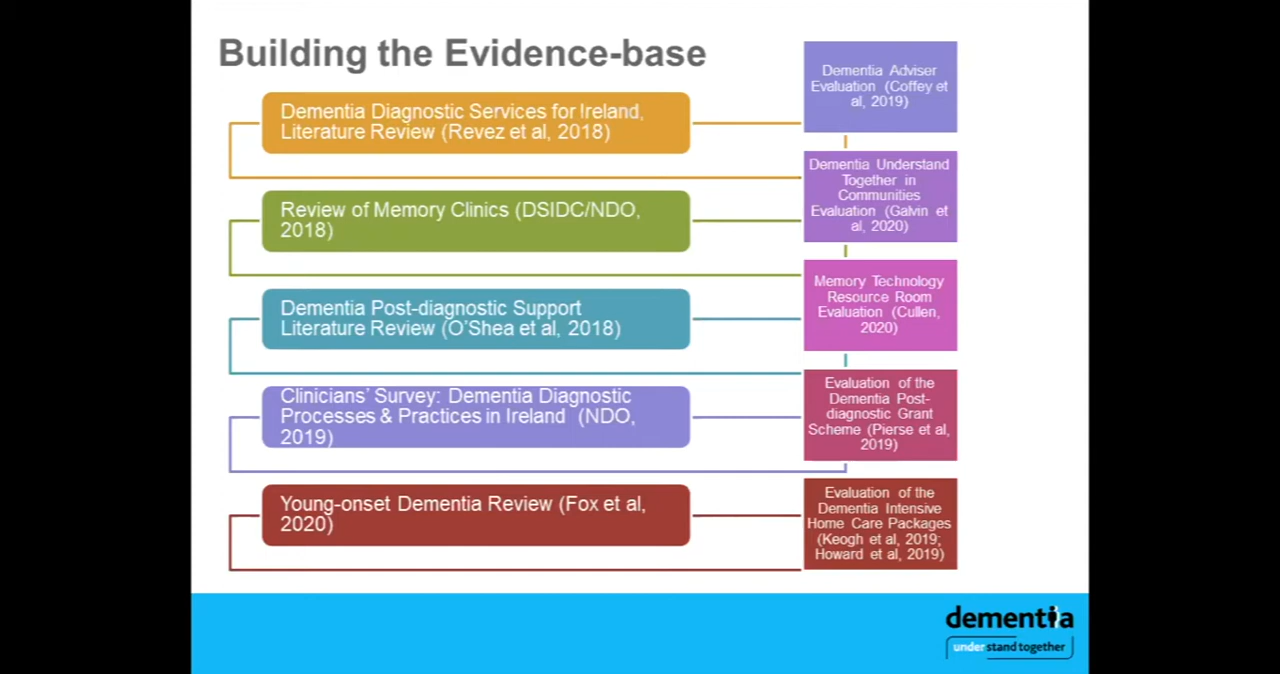 Building the Evidence-base
Dementia Diagnostic Services for Ireland,
Literature Review (Revez et al, 2018)
Review of Memory Clinics (DSIDC/NDO,
2018)
Dementia Post-diagnostic Support
Literature Review (O'Shea et al, 2018)
Clinicians' Survey: Dementia Diagnostic
Processes & Practices in Ireland (NDO,
2019)
Young-onset Dementia Review (Fox et al,
2020)
Dementia Adviser
Evaluation (Coffey et
al, 2019)
Dementia Understand
Together in
Communities
Evaluation (Galvin et
al, 2020)
Memory Technology
Resource Room
Evaluation (Cullen,
2020)
Evaluation of the
Dementia Post-
diagnostic Grant
Scheme (Pierse et al,
2019)
Evaluation of the
Dementia Intensive
Home Care Packages
(Keogh et al, 2019;
Howard et al, 2019)
dementia
understand together